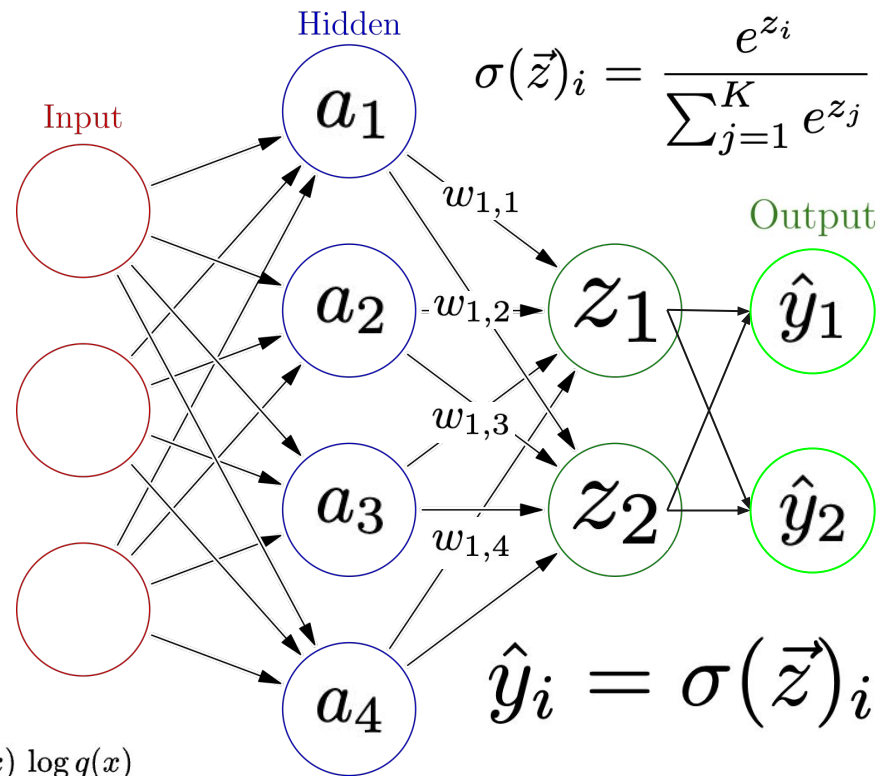 Hidden
σ(z⃗)ᵢ = e^{zᵢ} / ∑_{j=1}^{K} e^{zⱼ}
Input
a₁
w₁,₁
Output
a₂
w₁,₂
z₁
ŷ₁
w₁,₃
a₃
z₂
ŷ₂
w₁,₄
ŷᵢ = σ(z⃗)ᵢ
a₄
) log q(x)